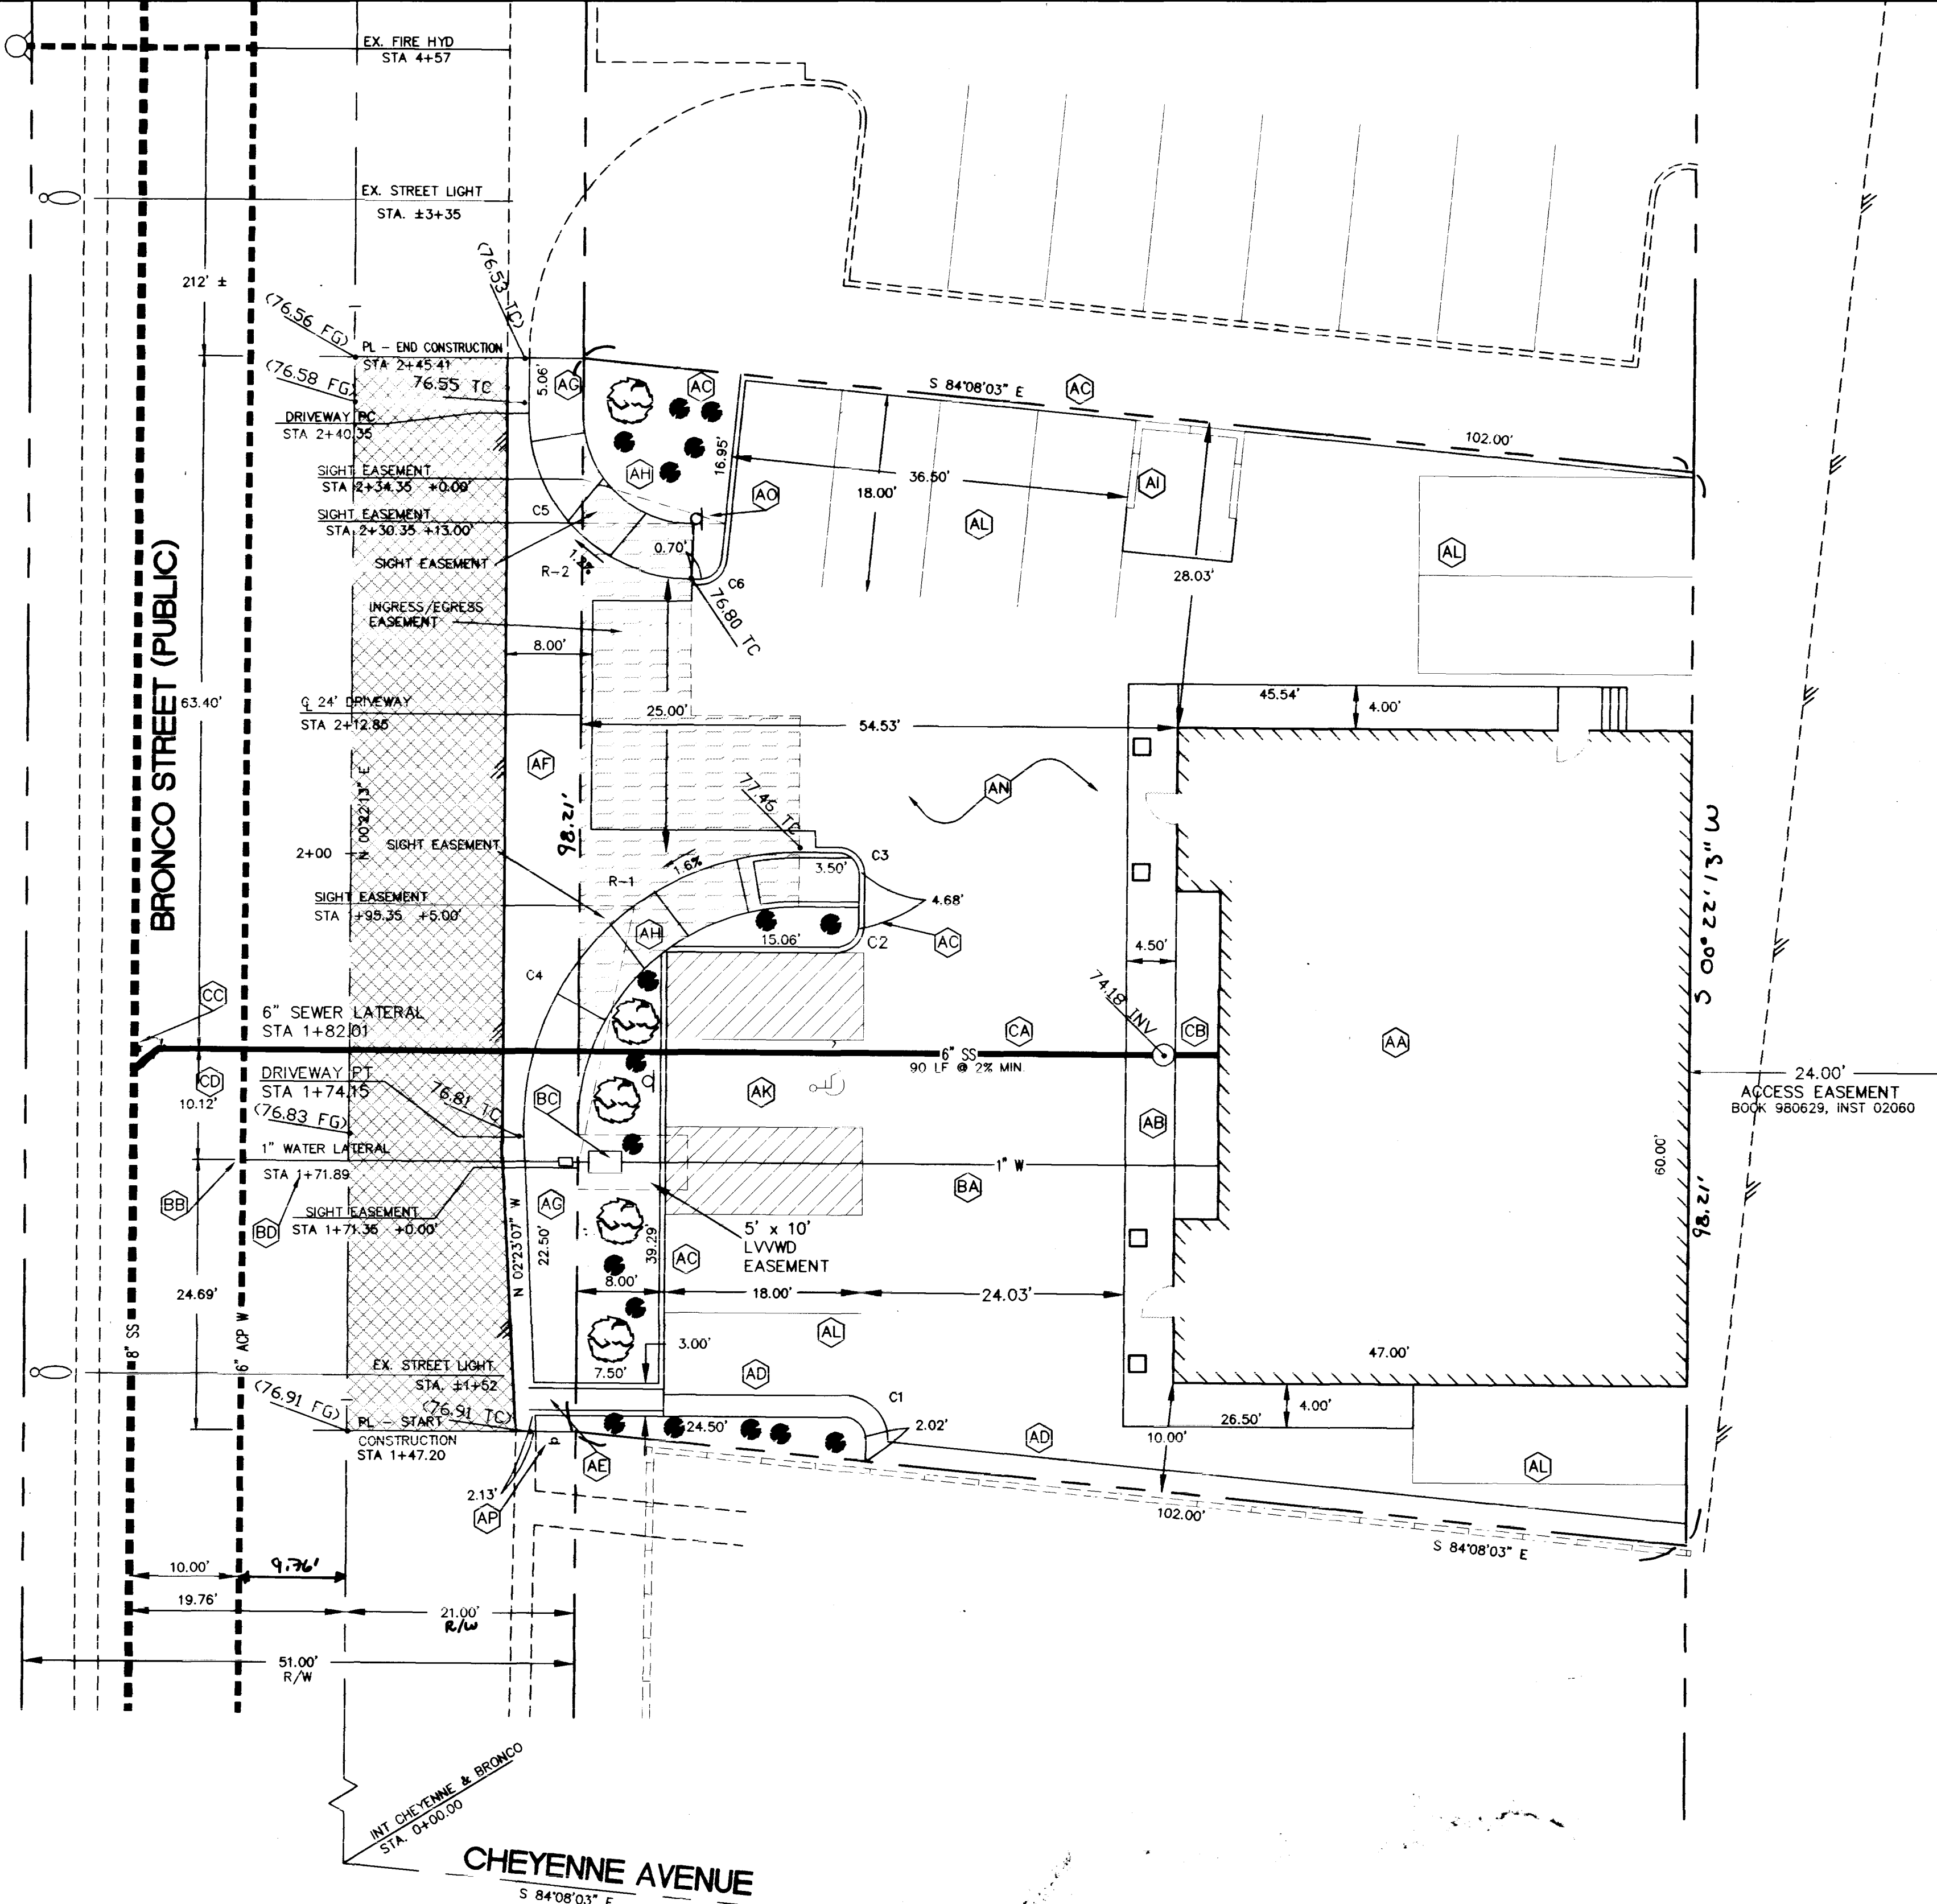 EX. FIRE HYD
STA 4+57
EX. STREET LIGHT
STA. ±3+35
212' ±
(76.53 TC)
(76.56 FG)
PL - END CONSTRUCTION
STA 2+45.41
(76.58 FG)
76.55 TC
5.06'
AG
AC
S 84°08'03" E
AC
102.00'
DRIVEWAY PC
STA 2+40.35
SIGHT EASEMENT
STA 2+34.35 +0.00'
AH
16.95'
36.50'
18.00'
AI
AO
SIGHT EASEMENT
STA 2+30.35 +13.00'
C5
AL
AL
SIGHT EASEMENT
R-2
0.70'
C6
28.03'
76.80 TC
INGRESS/EGRESS
EASEMENT
8.00'
BRONCO STREET (PUBLIC)
63.40'
℄ 24' DRIVEWAY
STA 2+12.85
25.00'
54.53'
45.54'
4.00'
AF
N 00°22'13" E
98.21'
AN
77.46 TC
2+00
SIGHT EASEMENT
1.6%
R-1
3.50'
C3
S 00°22'13" W
SIGHT EASEMENT
STA 1+95.35 +5.00'
4.68'
AH
15.06'
C2
AC
4.50'
C4
74.18 INV
CC
6" SEWER LATERAL
STA 1+82.01
CA
CB
AA
6" SS
90 LF @ 2% MIN.
CD
10.12'
DRIVEWAY PT
STA 1+74.15
76.81 TC
BC
AK
AB
24.00'
ACCESS EASEMENT
BOOK 980629, INST 02060
(76.83 FG)
1" WATER LATERAL
STA 1+71.89
1" W
60.00'
BB
BD
SIGHT EASEMENT
STA 1+71.35 +0.00'
AG
BA
N 02°23'07" W
22.50'
39.29'
5' x 10'
LVVWD
EASEMENT
AC
98.21'
24.69'
8.00'
18.00'
24.03'
8" SS
6" ACP W
AL
3.00'
47.00'
EX. STREET LIGHT
STA. ±1+52
7.50'
AD
C1
(76.91 FG)
(76.91 TC)
PL - START
CONSTRUCTION
STA 1+47.20
24.50'
2.02'
26.50'
4.00'
AD
10.00'
AE
AL
2.13'
AP
102.00'
S 84°08'03" E
10.00'
9.76'
19.76'
21.00'
R/W
51.00'
R/W
INT CHEYENNE & BRONCO
STA. 0+00.00
CHEYENNE AVENUE
S 84°08'03" E